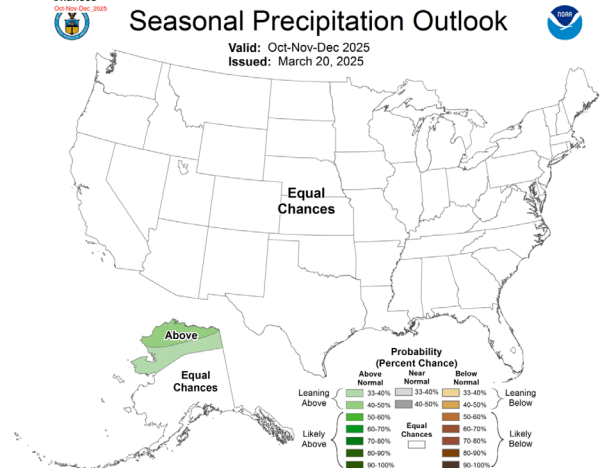 Oct-Nov-Dec_2025
Seasonal Precipitation Outlook
NOAA
Valid: Oct-Nov-Dec 2025
Issued: March 20, 2025
Equal
Chances
Above
Equal
Chances
Probability
(Percent Chance)
Above
Normal
Near
Normal
Below
Normal
Leaning
Above
33-40%
40-50%
33-40%
40-50%
33-40%
40-50%
Leaning
Below
Likely
Above
50-60%
60-70%
70-80%
80-90%
90-100%
Equal
Chances
50-60%
60-70%
70-80%
80-90%
90-100%
Likely
Below